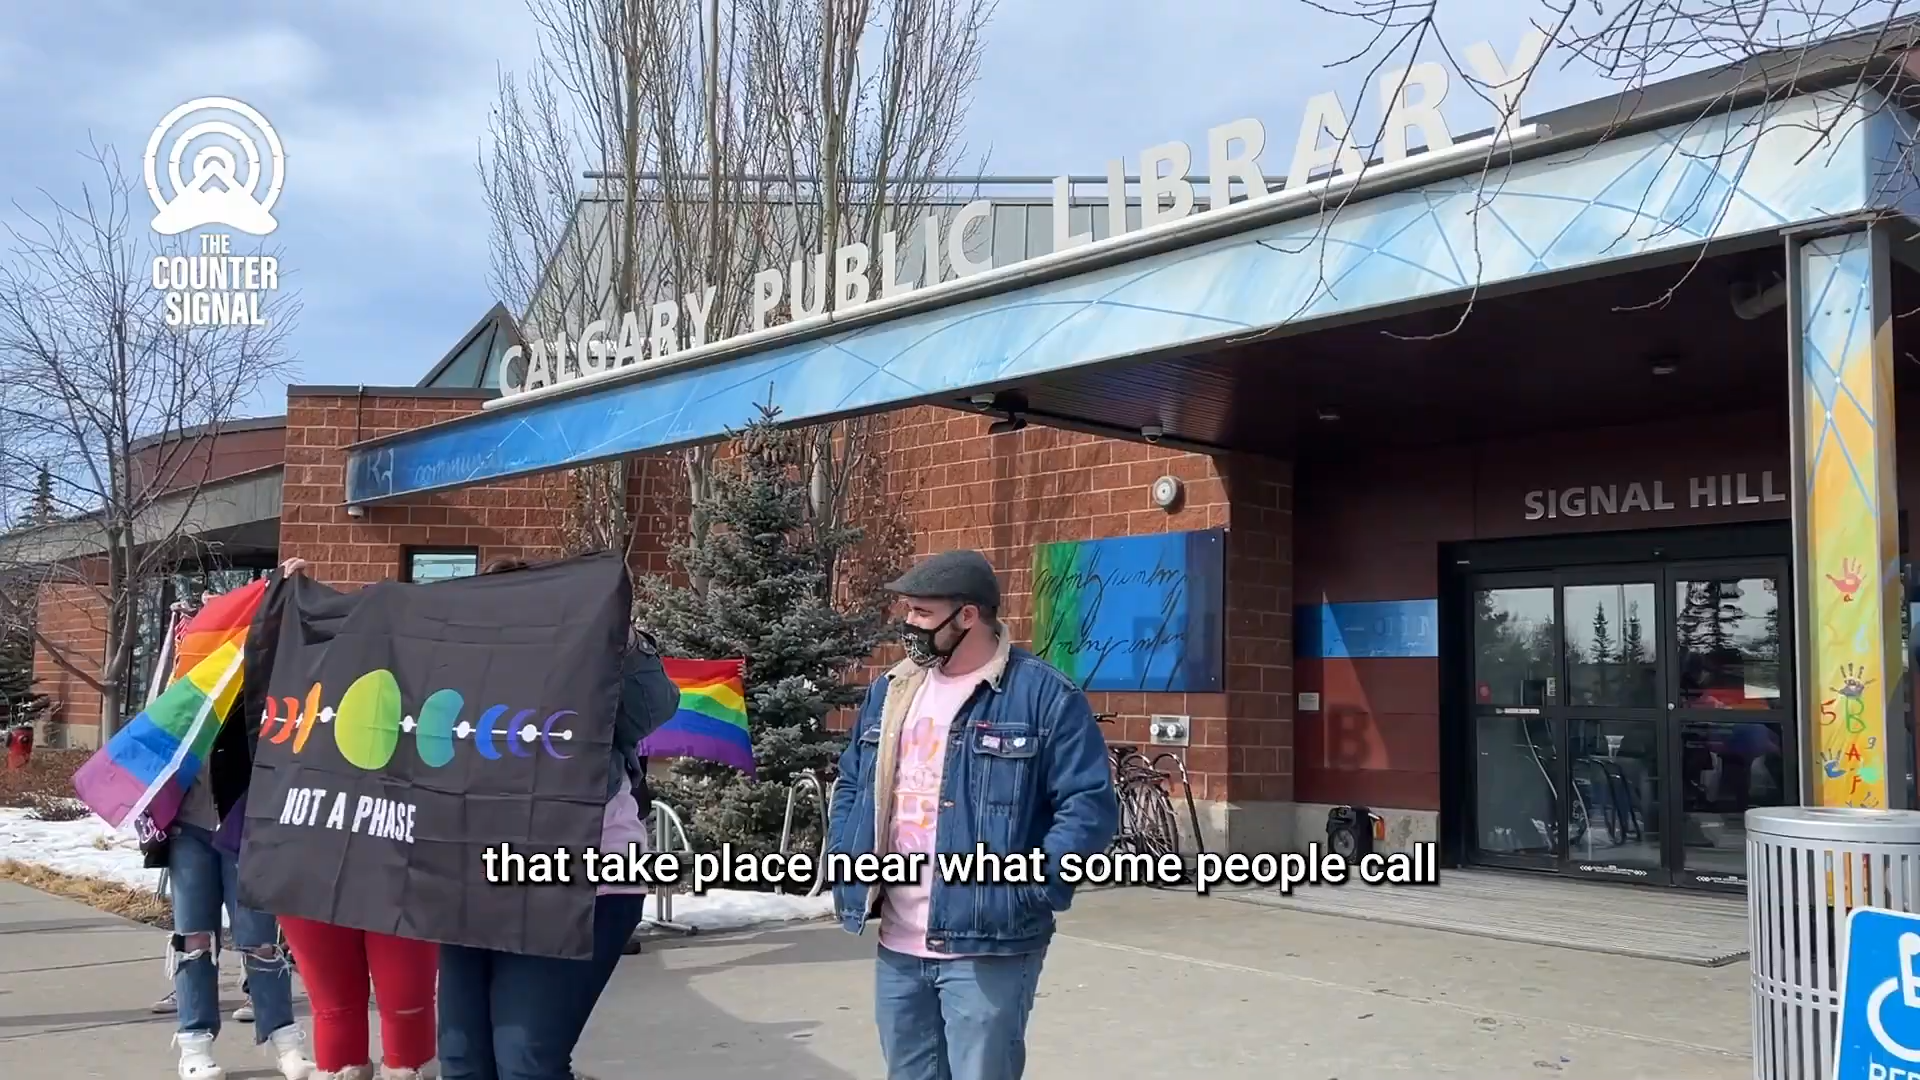 THE
COUNTER
SIGNAL
CALGARY PUBLIC LIBRARY
SIGNAL HILL
NOT A PHASE
that take place near what some people call